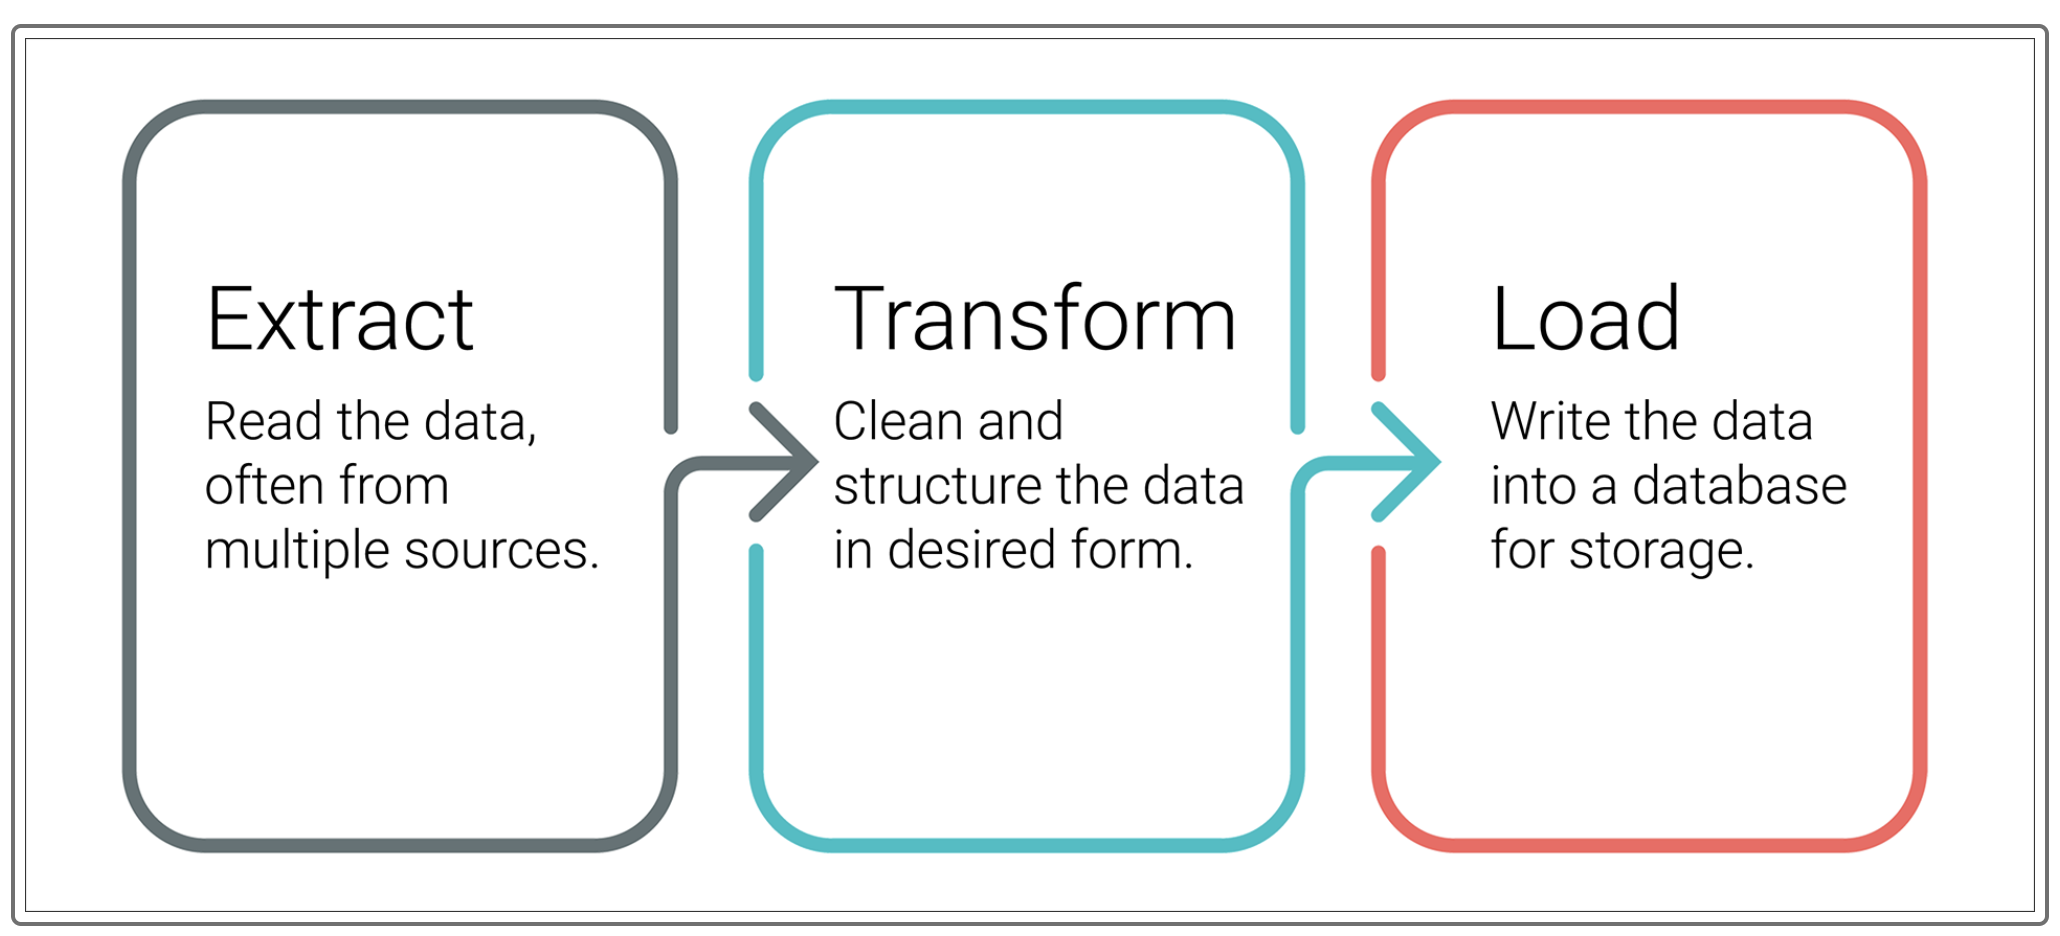 Extract
Read the data,
often from
multiple sources.
Transform
Clean and
structure the data
in desired form.
Load
Write the data
into a database
for storage.